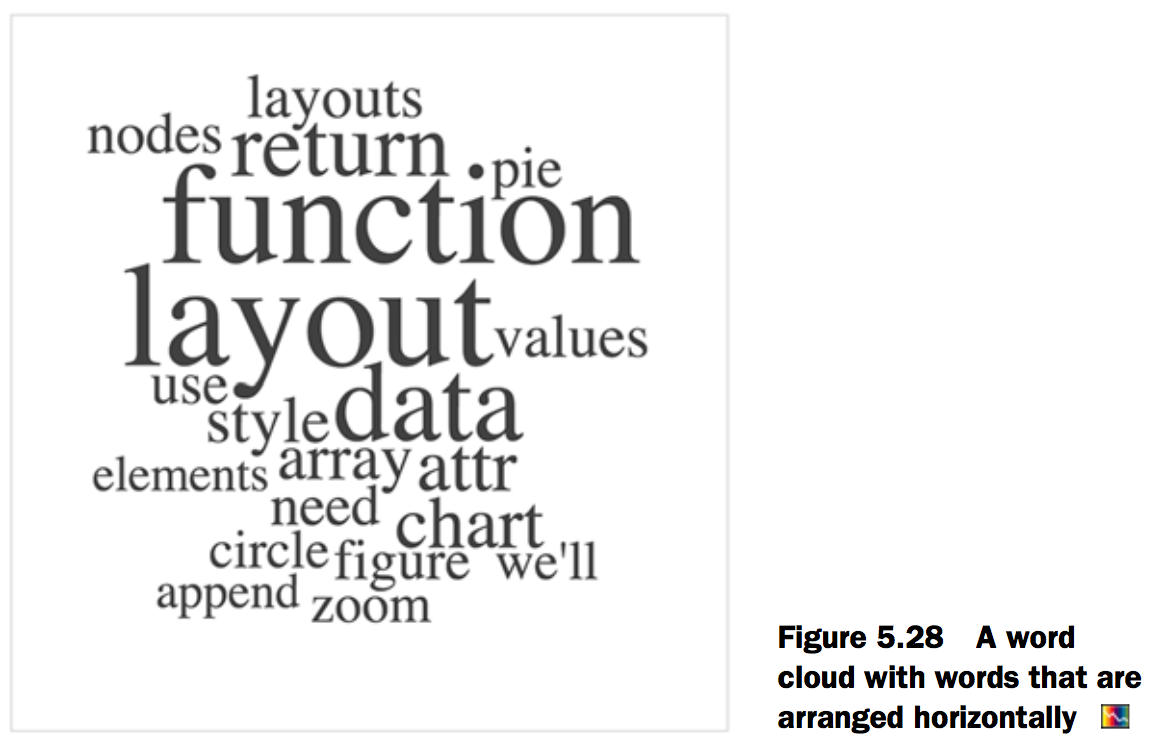 layouts
nodes return
pie
function
layout values
use
style data
elements array attr
need chart
circle figure we'll
append zoom
Figure 5.28 A word
cloud with words that are
arranged horizontally